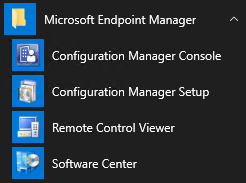 Microsoft Endpoint Manager
Configuration Manager Console
Configuration Manager Setup
Remote Control Viewer
Software Center